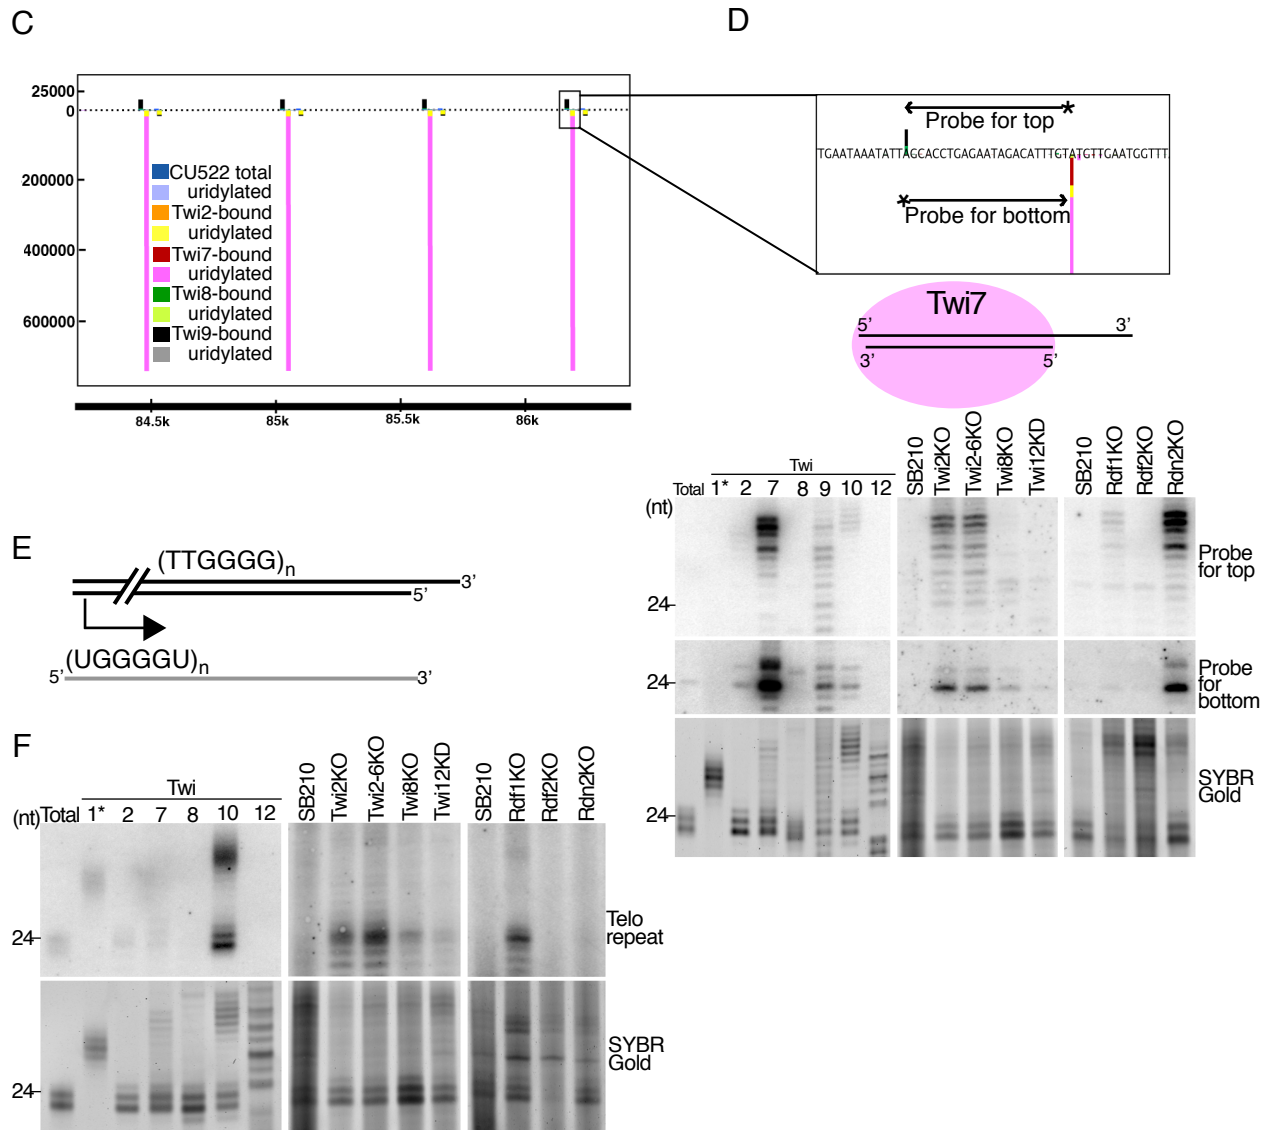 C
25000
0
200000
400000
600000
CU522 total
uridylated
Twi2-bound
uridylated
Twi7-bound
uridylated
Twi8-bound
uridylated
Twi9-bound
uridylated
84.5k
85k
85.5k
86k
D
*
Probe for top
TGAATAAATATTAGCACCTGAGAATAGACATTTGTATGTTGAATGGTTT
*
Probe for bottom
Twi7
5’ 3’
3’ 5’
Twi
Total 1* 2 7 8 9 10 12
SB210 Twi2KO Twi2-6KO Twi8KO Twi12KD
SB210 Rdf1KO Rdf2KO Rdn2KO
(nt)
24
Probe
for top
24
Probe
for
bottom
24
SYBR
Gold
E
(TTGGGG)n
3’
5’
(UGGGGU)n
5’ 3’
F
Twi
(nt) Total 1* 2 7 8 10 12
SB210 Twi2KO Twi2-6KO Twi8KO Twi12KD
SB210 Rdf1KO Rdf2KO Rdn2KO
24
Telo
repeat
24
SYBR
Gold